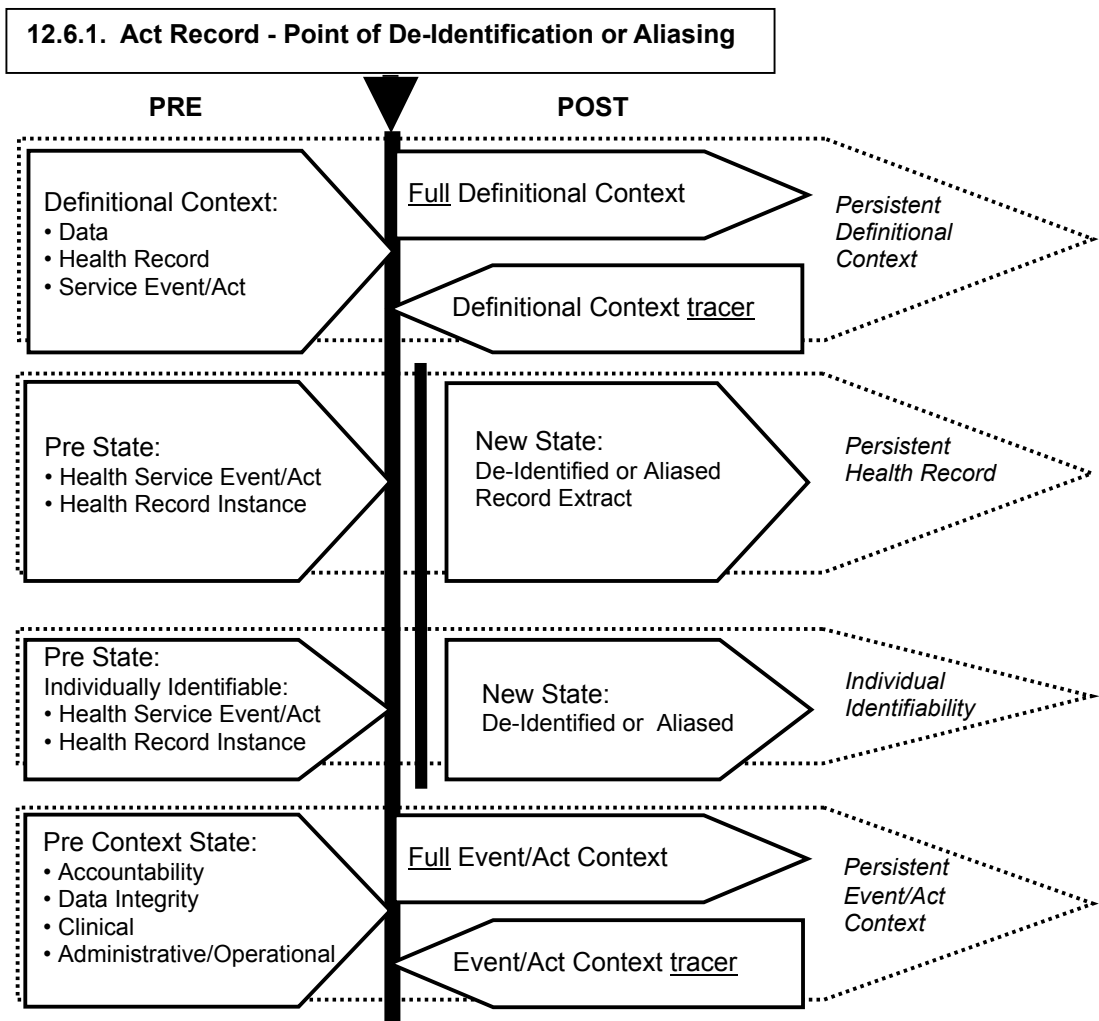 12.6.1. Act Record - Point of De-Identification or Aliasing
PRE
POST
Definitional Context:
• Data
• Health Record
• Service Event/Act
Full Definitional Context
Definitional Context tracer
Persistent
Definitional
Context
Pre State:
• Health Service Event/Act
• Health Record Instance
New State:
De-Identified or Aliased
Record Extract
Persistent
Health Record
Pre State:
Individually Identifiable:
• Health Service Event/Act
• Health Record Instance
New State:
De-Identified or Aliased
Individual
Identifiability
Pre Context State:
• Accountability
• Data Integrity
• Clinical
• Administrative/Operational
Full Event/Act Context
Event/Act Context tracer
Persistent
Event/Act
Context